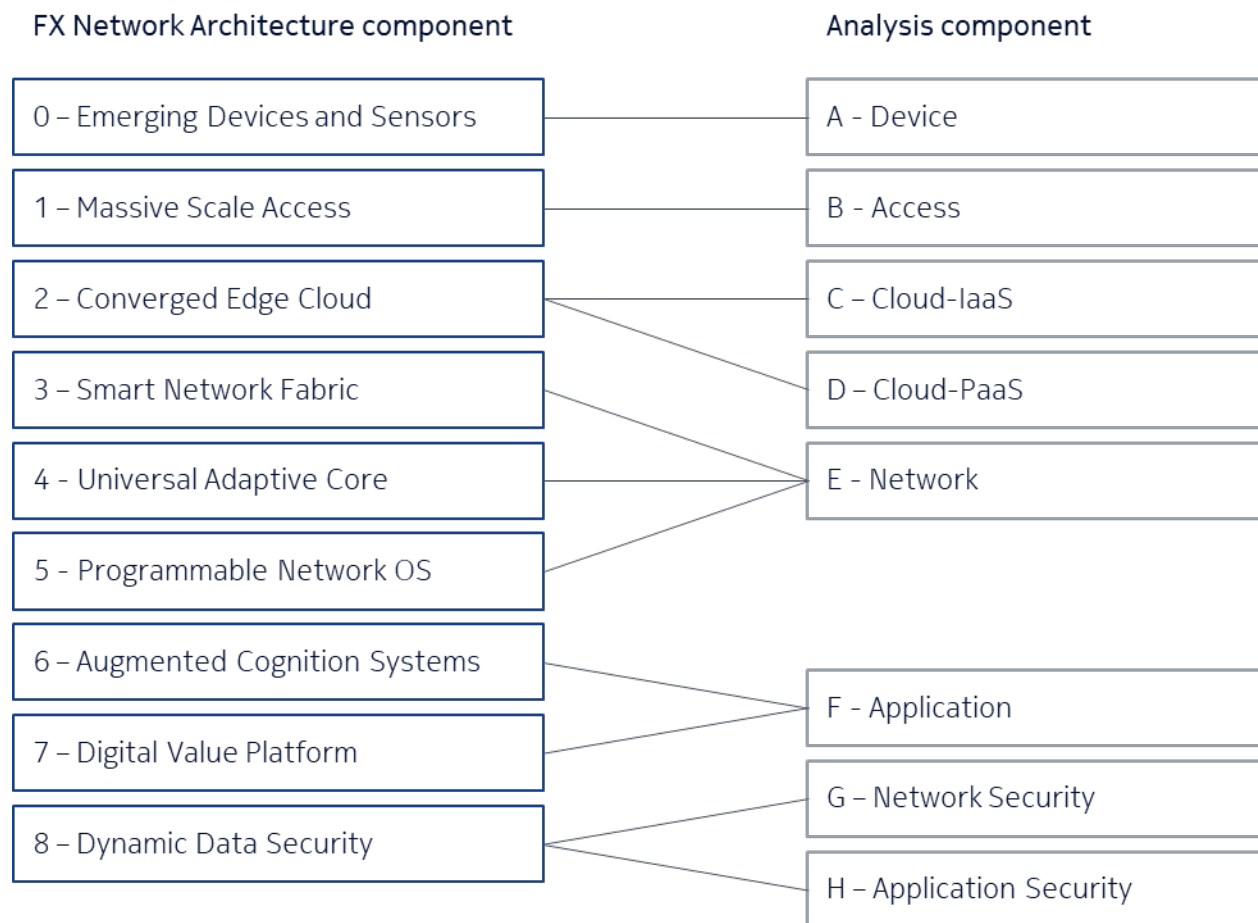 FX Network Architecture component
Analysis component
0 – Emerging Devices and Sensors
A - Device
1 – Massive Scale Access
B - Access
2 – Converged Edge Cloud
C – Cloud-IaaS
3 – Smart Network Fabric
D – Cloud-PaaS
4 - Universal Adaptive Core
E - Network
5 - Programmable Network OS
6 – Augmented Cognition Systems
F - Application
7 – Digital Value Platform
G – Network Security
8 – Dynamic Data Security
H – Application Security